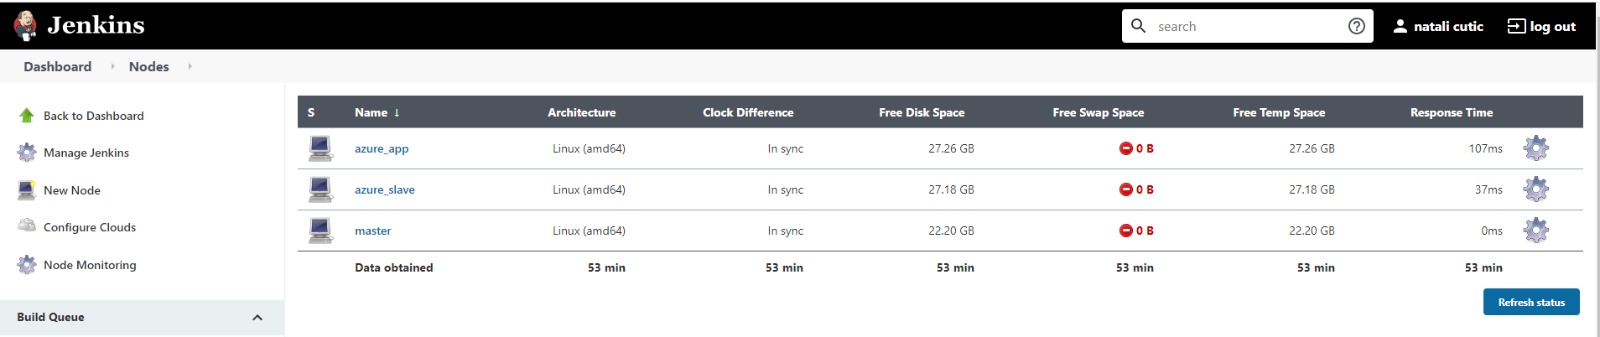 Jenkins
search
natali cutic
log out
Dashboard
Nodes
Back to Dashboard
Manage Jenkins
New Node
Configure Clouds
Node Monitoring
Build Queue
S Name ↓ Architecture Clock Difference Free Disk Space Free Swap Space Free Temp Space Response Time
azure_app Linux (amd64) In sync 27.26 GB 0 B 27.26 GB 107ms
azure_slave Linux (amd64) In sync 27.18 GB 0 B 27.18 GB 37ms
master Linux (amd64) In sync 22.20 GB 0 B 22.20 GB 0ms
Data obtained 53 min 53 min 53 min 53 min 53 min 53 min
Refresh status